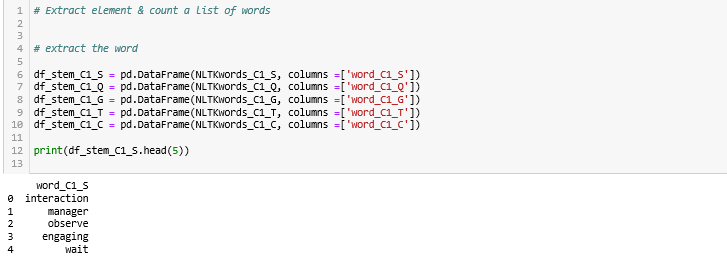 1 # Extract element & count a list of words
2
3
4 # extract the word
5
6 df_stem_C1_S = pd.DataFrame(NLTKwords_C1_S, columns =['word_C1_S'])
7 df_stem_C1_Q = pd.DataFrame(NLTKwords_C1_Q, columns =['word_C1_Q'])
8 df_stem_C1_G = pd.DataFrame(NLTKwords_C1_G, columns =['word_C1_G'])
9 df_stem_C1_T = pd.DataFrame(NLTKwords_C1_T, columns =['word_C1_T'])
10 df_stem_C1_C = pd.DataFrame(NLTKwords_C1_C, columns =['word_C1_C'])
11
12 print(df_stem_C1_S.head(5))
13
word_C1_S
0 interaction
1 manager
2 observe
3 engaging
4 wait